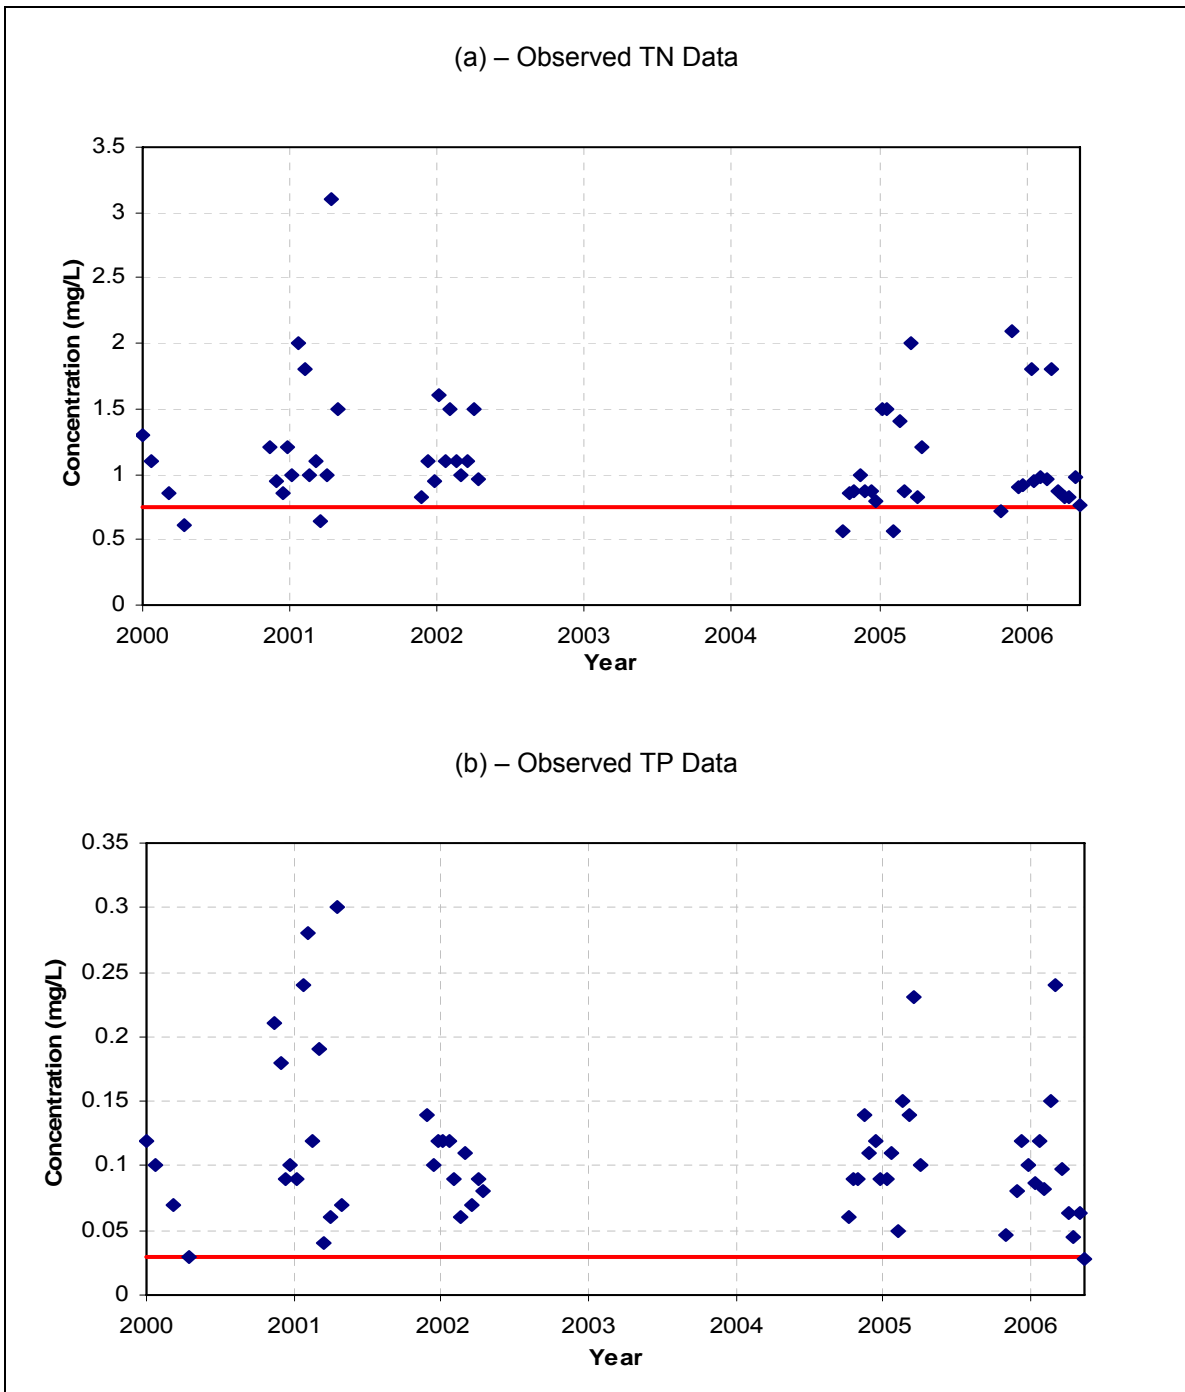 (a) – Observed TN Data
3.5
3
2.5
2
1.5
1
0.5
0
Concentration (mg/L)
2000 2001 2002 2003 2004 2005 2006
Year
(b) – Observed TP Data
0.35
0.3
0.25
0.2
0.15
0.1
0.05
0
Concentration (mg/L)
2000 2001 2002 2003 2004 2005 2006
Year